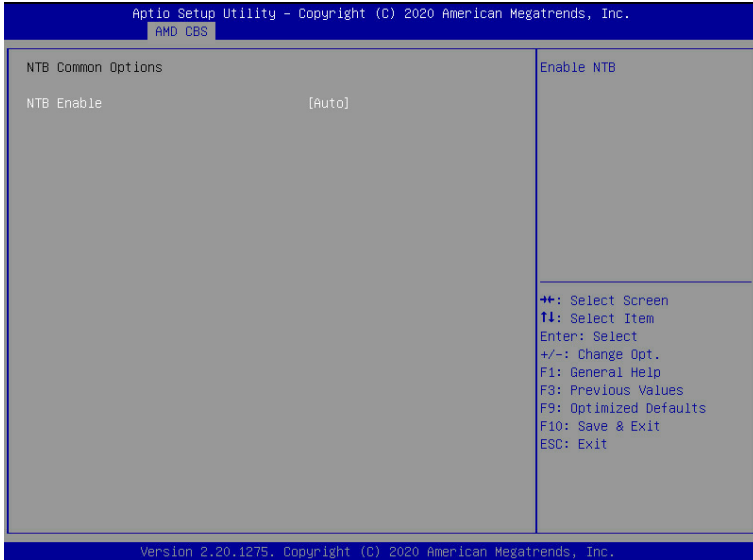 Aptio Setup Utility – Copyright (C) 2020 American Megatrends, Inc.
AMD CBS
NTB Common Options
NTB Enable [Auto]
Enable NTB
→←: Select Screen
↑↓: Select Item
Enter: Select
+/-: Change Opt.
F1: General Help
F3: Previous Values
F9: Optimized Defaults
F10: Save & Exit
ESC: Exit
Version 2.20.1275. Copyright (C) 2020 American Megatrends, Inc.